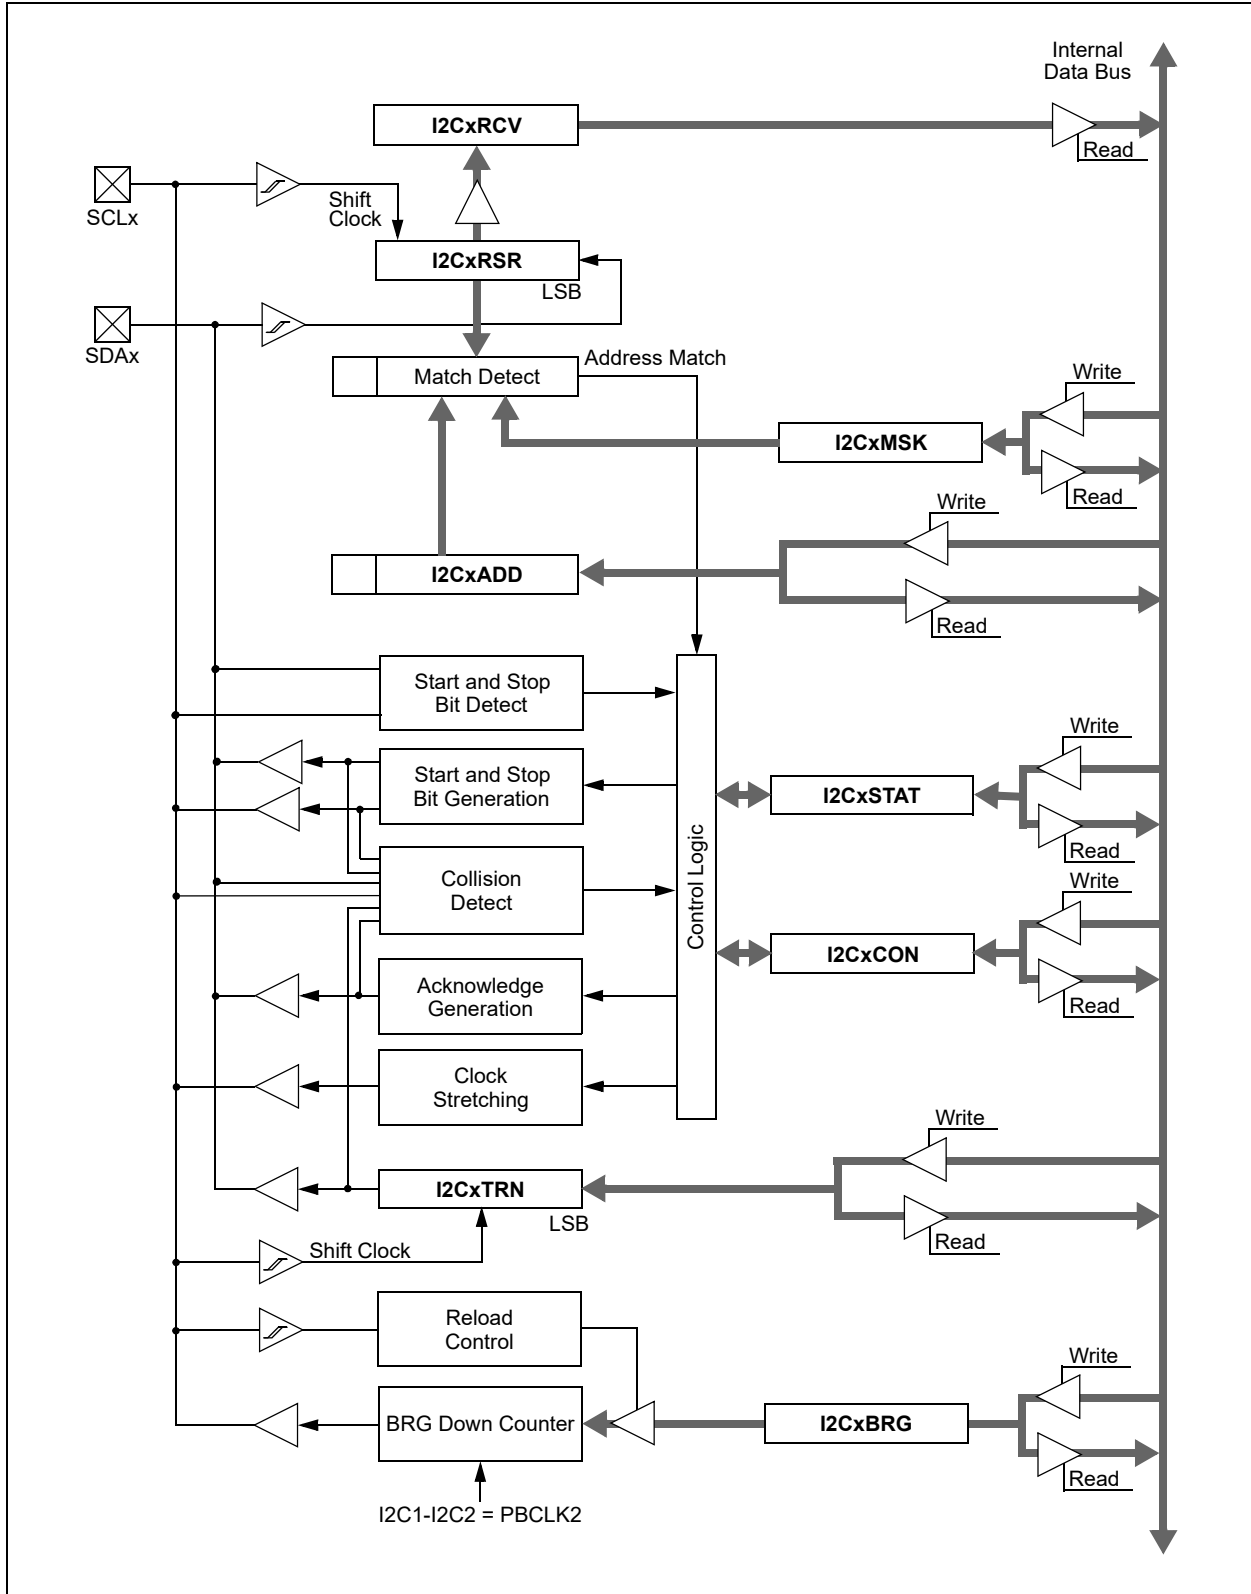 Internal
Data Bus
I2CxRCV
Read
SCLx
Shift
Clock
I2CxRSR
LSB
SDAx
Address Match
Match Detect
Write
I2CxMSK
Read
Write
I2CxADD
Read
Start and Stop
Bit Detect
Write
Start and Stop
Bit Generation
I2CxSTAT
Read
Control Logic
Collision
Detect
Write
I2CxCON
Read
Acknowledge
Generation
Clock
Stretching
Write
I2CxTRN
LSB
Read
Shift Clock
Reload
Control
Write
BRG Down Counter
I2CxBRG
Read
I2C1-I2C2 = PBCLK2